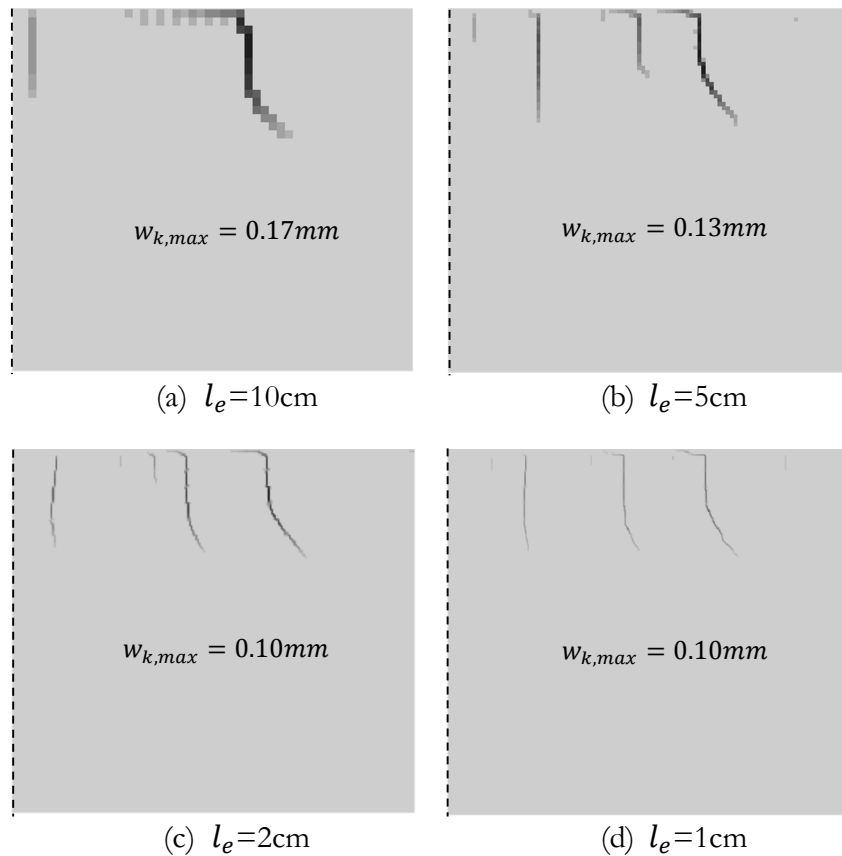 w_{k,max} = 0.17mm
w_{k,max} = 0.13mm
(a) l_e=10cm
(b) l_e=5cm
w_{k,max} = 0.10mm
w_{k,max} = 0.10mm
(c) l_e=2cm
(d) l_e=1cm